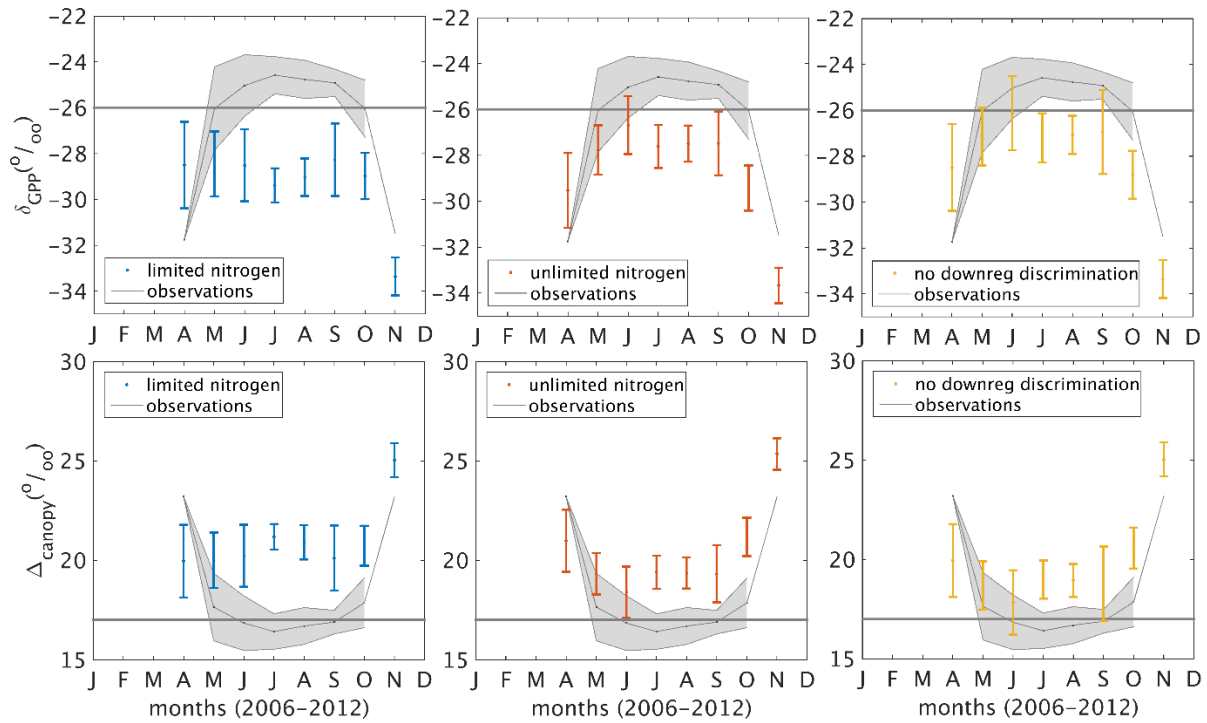 δGPP(o/oo)
-22
-24
-26
-28
-30
-32
-34
limited nitrogen
observations
J F M A M J J A S O N D
-22
-24
-26
-28
-30
-32
-34
unlimited nitrogen
observations
J F M A M J J A S O N D
-22
-24
-26
-28
-30
-32
-34
no downreg discrimination
observations
J F M A M J J A S O N D
Δcanopy(o/oo)
30
25
20
15
limited nitrogen
observations
J F M A M J J A S O N D
months (2006-2012)
30
25
20
15
unlimited nitrogen
observations
J F M A M J J A S O N D
months (2006-2012)
30
25
20
15
no downreg discrimination
observations
J F M A M J J A S O N D
months (2006-2012)